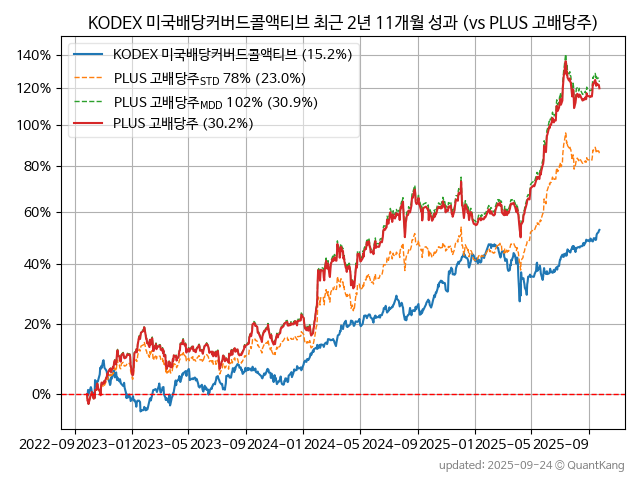 KODEX 미국배당커버드콜액티브 최근 2년 11개월 성과 (vs PLUS 고배당주)
140%
120%
100%
80%
60%
40%
20%
0%
KODEX 미국배당커버드콜액티브 (15.2%)
PLUS 고배당주STD 78% (23.0%)
PLUS 고배당주MDD 102% (30.9%)
PLUS 고배당주 (30.2%)
2022-09 2023-01 2023-05 2023-09 2024-01 2024-05 2024-09 2025-01 2025-05 2025-09
updated: 2025-09-24 © QuantKang